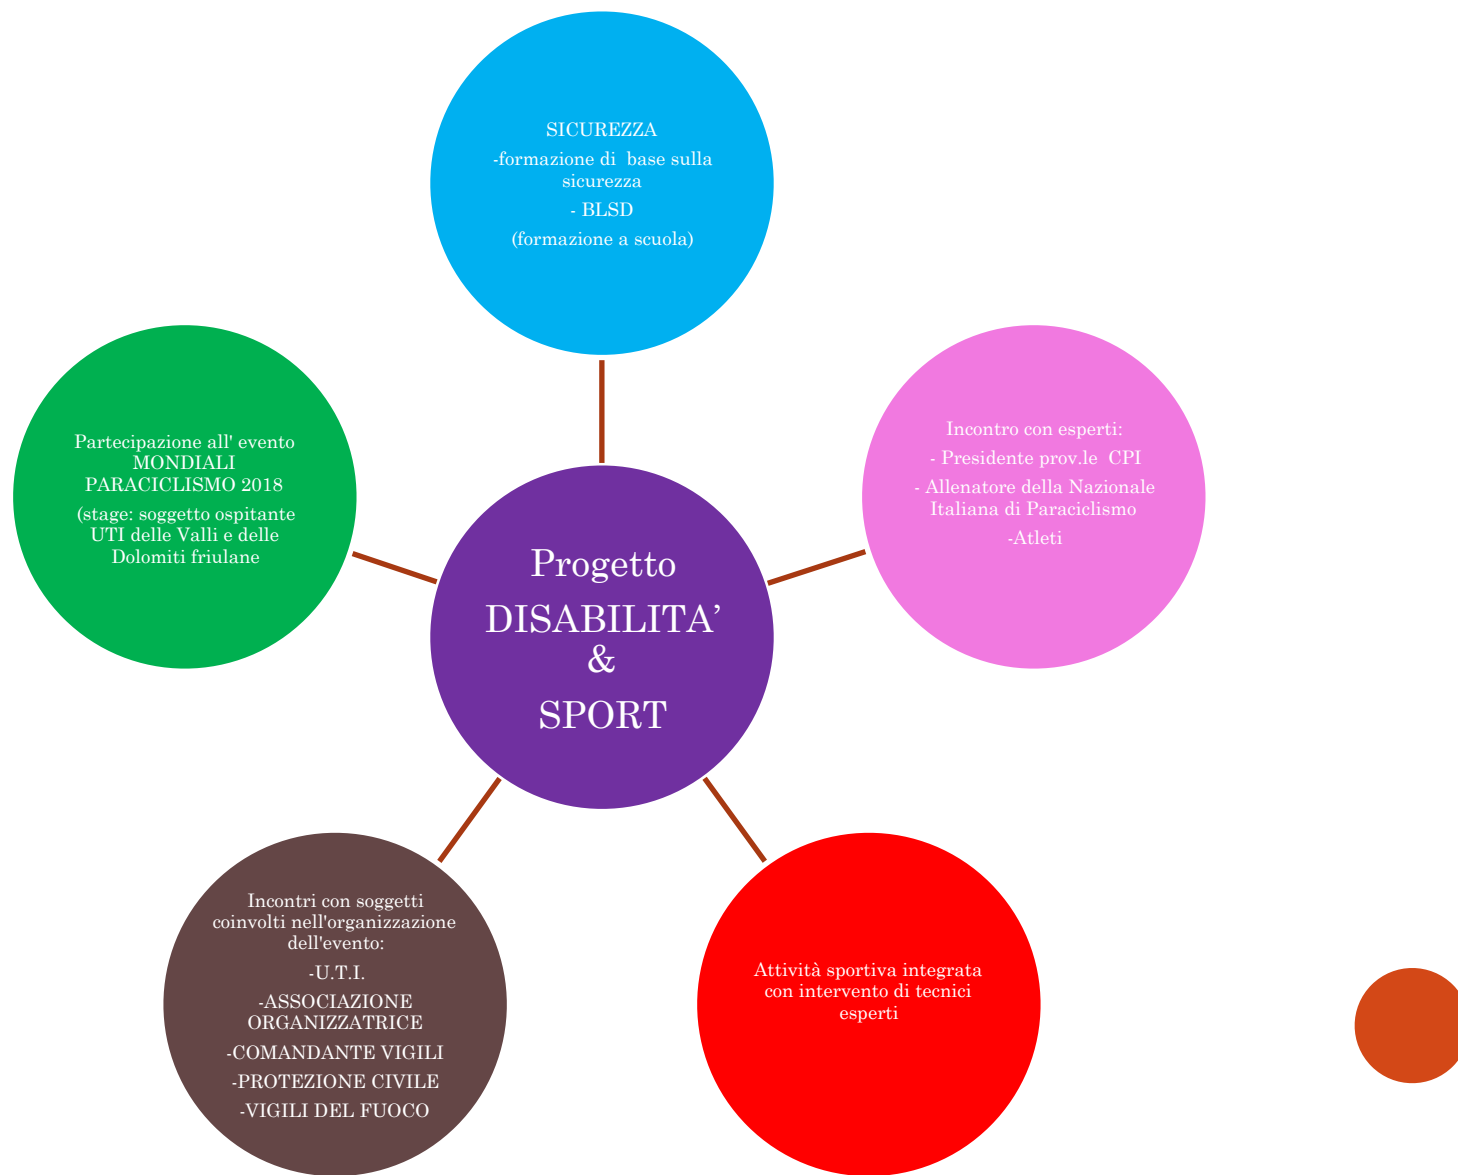 SICUREZZA
-formazione di  base sulla
sicurezza
- BLSD
(formazione a scuola)
Partecipazione all' evento
MONDIALI
PARACICLISMO 2018
(stage: soggetto ospitante
UTI delle Valli e delle
Dolomiti friulane
Incontro con esperti:
- Presidente prov.le  CPI
- Allenatore della Nazionale
Italiana di Paraciclismo
-Atleti
Progetto
DISABILITA’
&
SPORT
Incontri con soggetti
coinvolti nell'organizzazione
dell'evento:
-U.T.I.
-ASSOCIAZIONE
ORGANIZZATRICE
-COMANDANTE VIGILI
-PROTEZIONE CIVILE
-VIGILI DEL FUOCO
Attività sportiva integrata
con intervento di tecnici
esperti